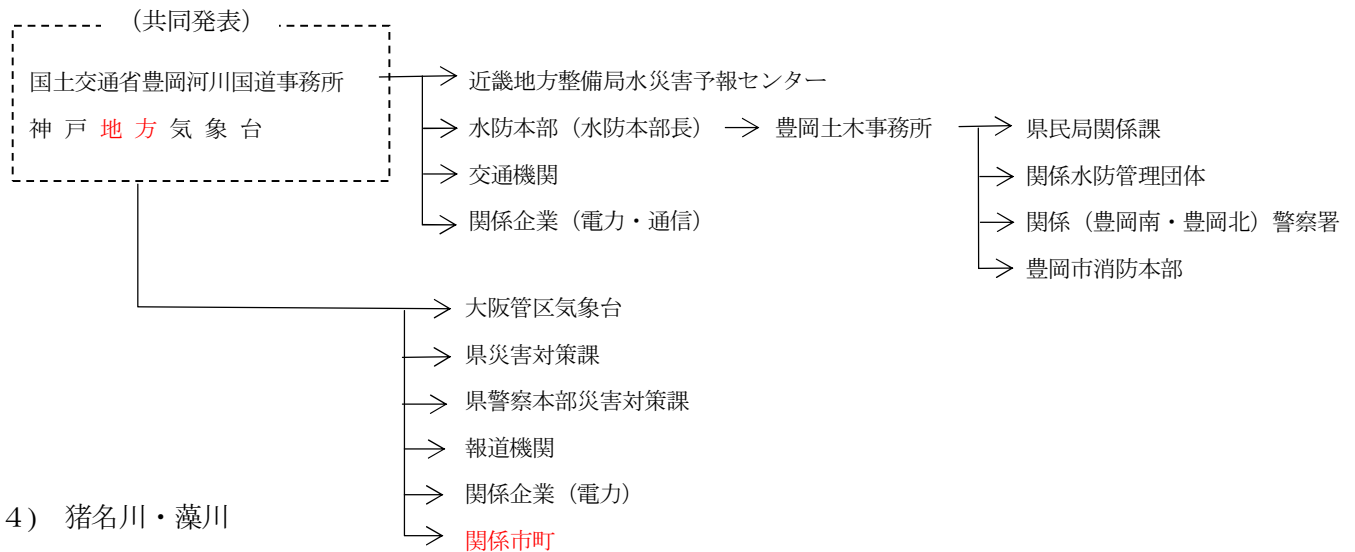 （共同発表）
国土交通省豊岡河川国道事務所
神戸地方気象台
近畿地方整備局水災害予報センター
水防本部（水防本部長）
交通機関
関係企業（電力・通信）
豊岡土木事務所
県民局関係課
関係水防管理団体
関係（豊岡南・豊岡北）警察署
豊岡市消防本部
大阪管区気象台
県災害対策課
県警察本部災害対策課
報道機関
関係企業（電力）
関係市町
４） 猪名川・藻川